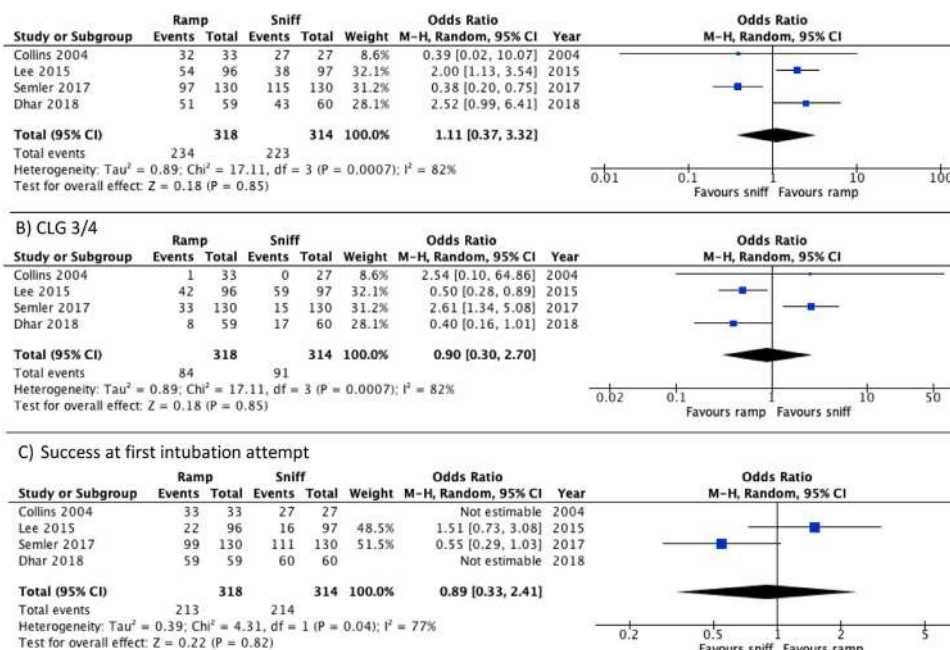 Ramp Sniff Odds Ratio Odds Ratio
Study or Subgroup Events Total Events Total Weight M-H, Random, 95% CI Year M-H, Random, 95% CI
Collins 2004 32 33 27 27 8.6% 0.39 [0.02, 10.07] 2004
Lee 2015 54 96 38 97 32.1% 2.00 [1.13, 3.54] 2015
Semler 2017 97 130 115 130 31.2% 0.38 [0.20, 0.75] 2017
Dhar 2018 51 59 43 60 28.1% 2.52 [0.99, 6.41] 2018
Total (95% CI) 318 314 100.0% 1.11 [0.37, 3.32]
Total events 234 223
Heterogeneity: Tau² = 0.89; Chi² = 17.11, df = 3 (P = 0.0007); I² = 82%
Test for overall effect: Z = 0.18 (P = 0.85)
0.01 0.1 1 10 100
Favours sniff Favours ramp
B) CLG 3/4
Ramp Sniff Odds Ratio Odds Ratio
Study or Subgroup Events Total Events Total Weight M-H, Random, 95% CI Year M-H, Random, 95% CI
Collins 2004 1 33 0 27 8.6% 2.54 [0.10, 64.86] 2004
Lee 2015 42 96 59 97 32.1% 0.50 [0.28, 0.89] 2015
Semler 2017 33 130 15 130 31.2% 2.61 [1.34, 5.08] 2017
Dhar 2018 8 59 17 60 28.1% 0.40 [0.16, 1.01] 2018
Total (95% CI) 318 314 100.0% 0.90 [0.30, 2.70]
Total events 84 91
Heterogeneity: Tau² = 0.89; Chi² = 17.11, df = 3 (P = 0.0007); I² = 82%
Test for overall effect: Z = 0.18 (P = 0.85)
0.02 0.1 1 10 50
Favours ramp Favours sniff
C) Success at first intubation attempt
Ramp Sniff Odds Ratio Odds Ratio
Study or Subgroup Events Total Events Total Weight M-H, Random, 95% CI Year M-H, Random, 95% CI
Collins 2004 33 33 27 27 Not estimable 2004
Lee 2015 22 96 16 97 48.5% 1.51 [0.73, 3.08] 2015
Semler 2017 99 130 111 130 51.5% 0.55 [0.29, 1.03] 2017
Dhar 2018 59 59 60 60 Not estimable 2018
Total (95% CI) 318 314 100.0% 0.89 [0.33, 2.41]
Total events 213 214
Heterogeneity: Tau² = 0.39; Chi² = 4.31, df = 1 (P = 0.04); I² = 77%
Test for overall effect: Z = 0.22 (P = 0.82)
0.2 0.5 1 2 5
Favours sniff Favours ramp